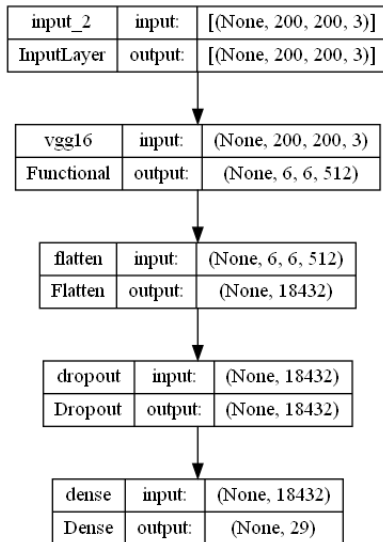 input_2 input: [(None, 200, 200, 3)]
InputLayer output: [(None, 200, 200, 3)]
vgg16 input: (None, 200, 200, 3)
Functional output: (None, 6, 6, 512)
flatten input: (None, 6, 6, 512)
Flatten output: (None, 18432)
dropout input: (None, 18432)
Dropout output: (None, 18432)
dense input: (None, 18432)
Dense output: (None, 29)